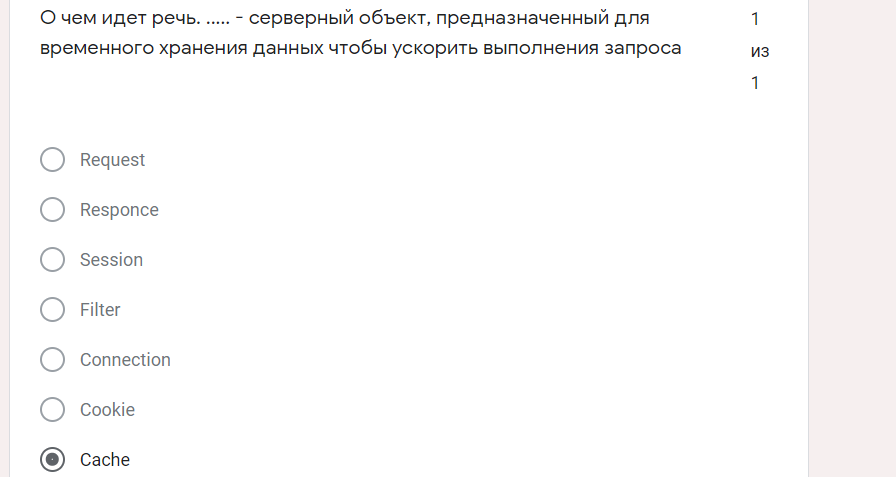 О чем идет речь. ..... - серверный объект, предназначенный для
временного хранения данных чтобы ускорить выполнения запроса
1
из
1
Request
Responce
Session
Filter
Connection
Cookie
Cache